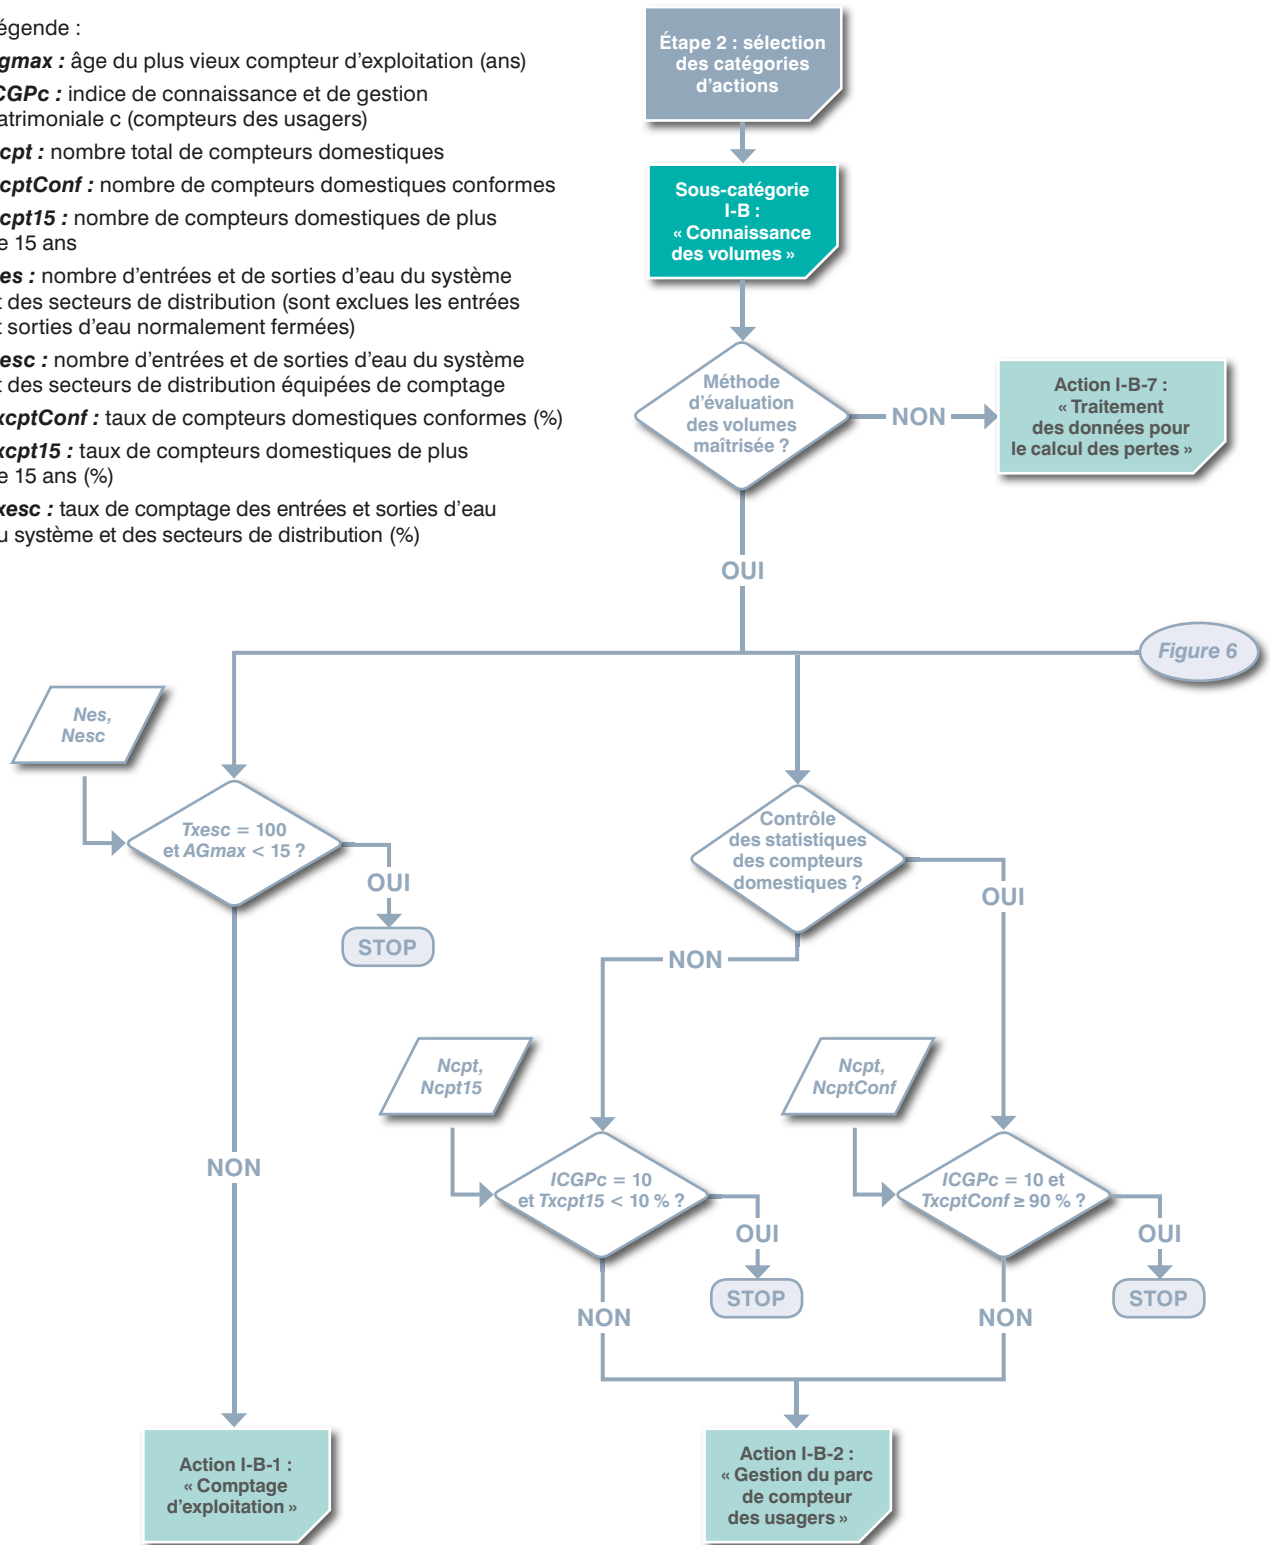 égende :
gmax : âge du plus vieux compteur d'exploitation (ans)
CGPc : indice de connaissance et de gestion
atrimoniale c (compteurs des usagers)
cpt : nombre total de compteurs domestiques
cptConf : nombre de compteurs domestiques conformes
cpt15 : nombre de compteurs domestiques de plus
e 15 ans
es : nombre d'entrées et de sorties d'eau du système
t des secteurs de distribution (sont exclues les entrées
t sorties d'eau normalement fermées)
esc : nombre d'entrées et de sorties d'eau du système
t des secteurs de distribution équipées de comptage
xcptConf : taux de compteurs domestiques conformes (%)
xcpt15 : taux de compteurs domestiques de plus
e 15 ans (%)
xesc : taux de comptage des entrées et sorties d'eau
u système et des secteurs de distribution (%)
Étape 2 : sélection
des catégories
d'actions
Sous-catégorie
I-B :
« Connaissance
des volumes »
Méthode
d'évaluation
des volumes
maîtrisée ?
NON
Action I-B-7 :
« Traitement
des données pour
le calcul des pertes »
OUI
Figure 6
Nes,
Nesc
Txesc = 100
et AGmax < 15 ?
OUI
STOP
NON
Action I-B-1 :
« Comptage
d'exploitation »
Contrôle
des statistiques
des compteurs
domestiques ?
NON
OUI
Ncpt,
Ncpt15
ICGPc = 10
et Txcpt15 < 10 % ?
OUI
STOP
NON
Ncpt,
NcptConf
ICGPc = 10 et
TxcptConf ≥ 90 % ?
OUI
STOP
NON
Action I-B-2 :
« Gestion du parc
de compteur
des usagers »